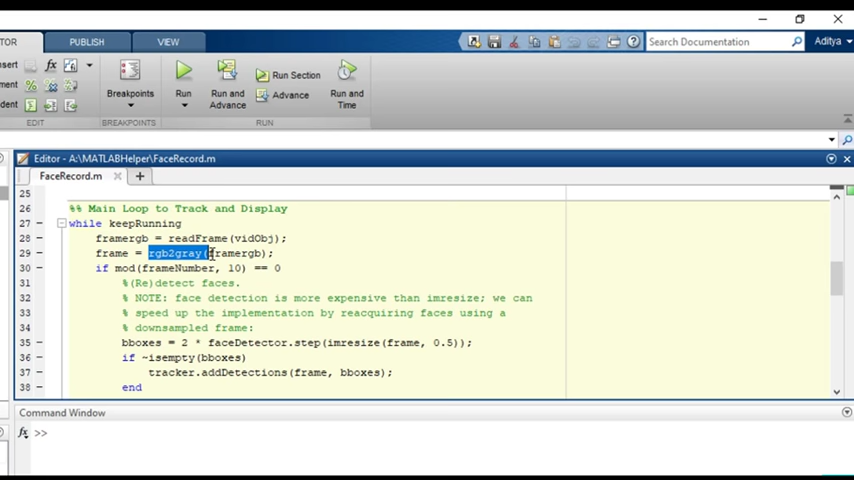 TOR PUBLISH VIEW
Search Documentation Aditya
nsert fx
ment
dent
Breakpoints
Run
Run and
Advance
Run Section
Advance
Run and
Time
EDIT BREAKPOINTS RUN
Editor - A:\MATLABHelper\FaceRecord.m
FaceRecord.m
25
26 %% Main Loop to Track and Display
27 while keepRunning
28 framergb = readFrame(vidObj);
29 frame = rgb2gray(framergb);
30 if mod(frameNumber, 10) == 0
31 %(Re)detect faces.
32 % NOTE: face detection is more expensive than imresize; we can
33 % speed up the implementation by reacquiring faces using a
34 % downsampled frame:
35 bboxes = 2 * faceDetector.step(imresize(frame, 0.5));
36 if ~isempty(bboxes)
37 tracker.addDetections(frame, bboxes);
38 end
Command Window
fx >>